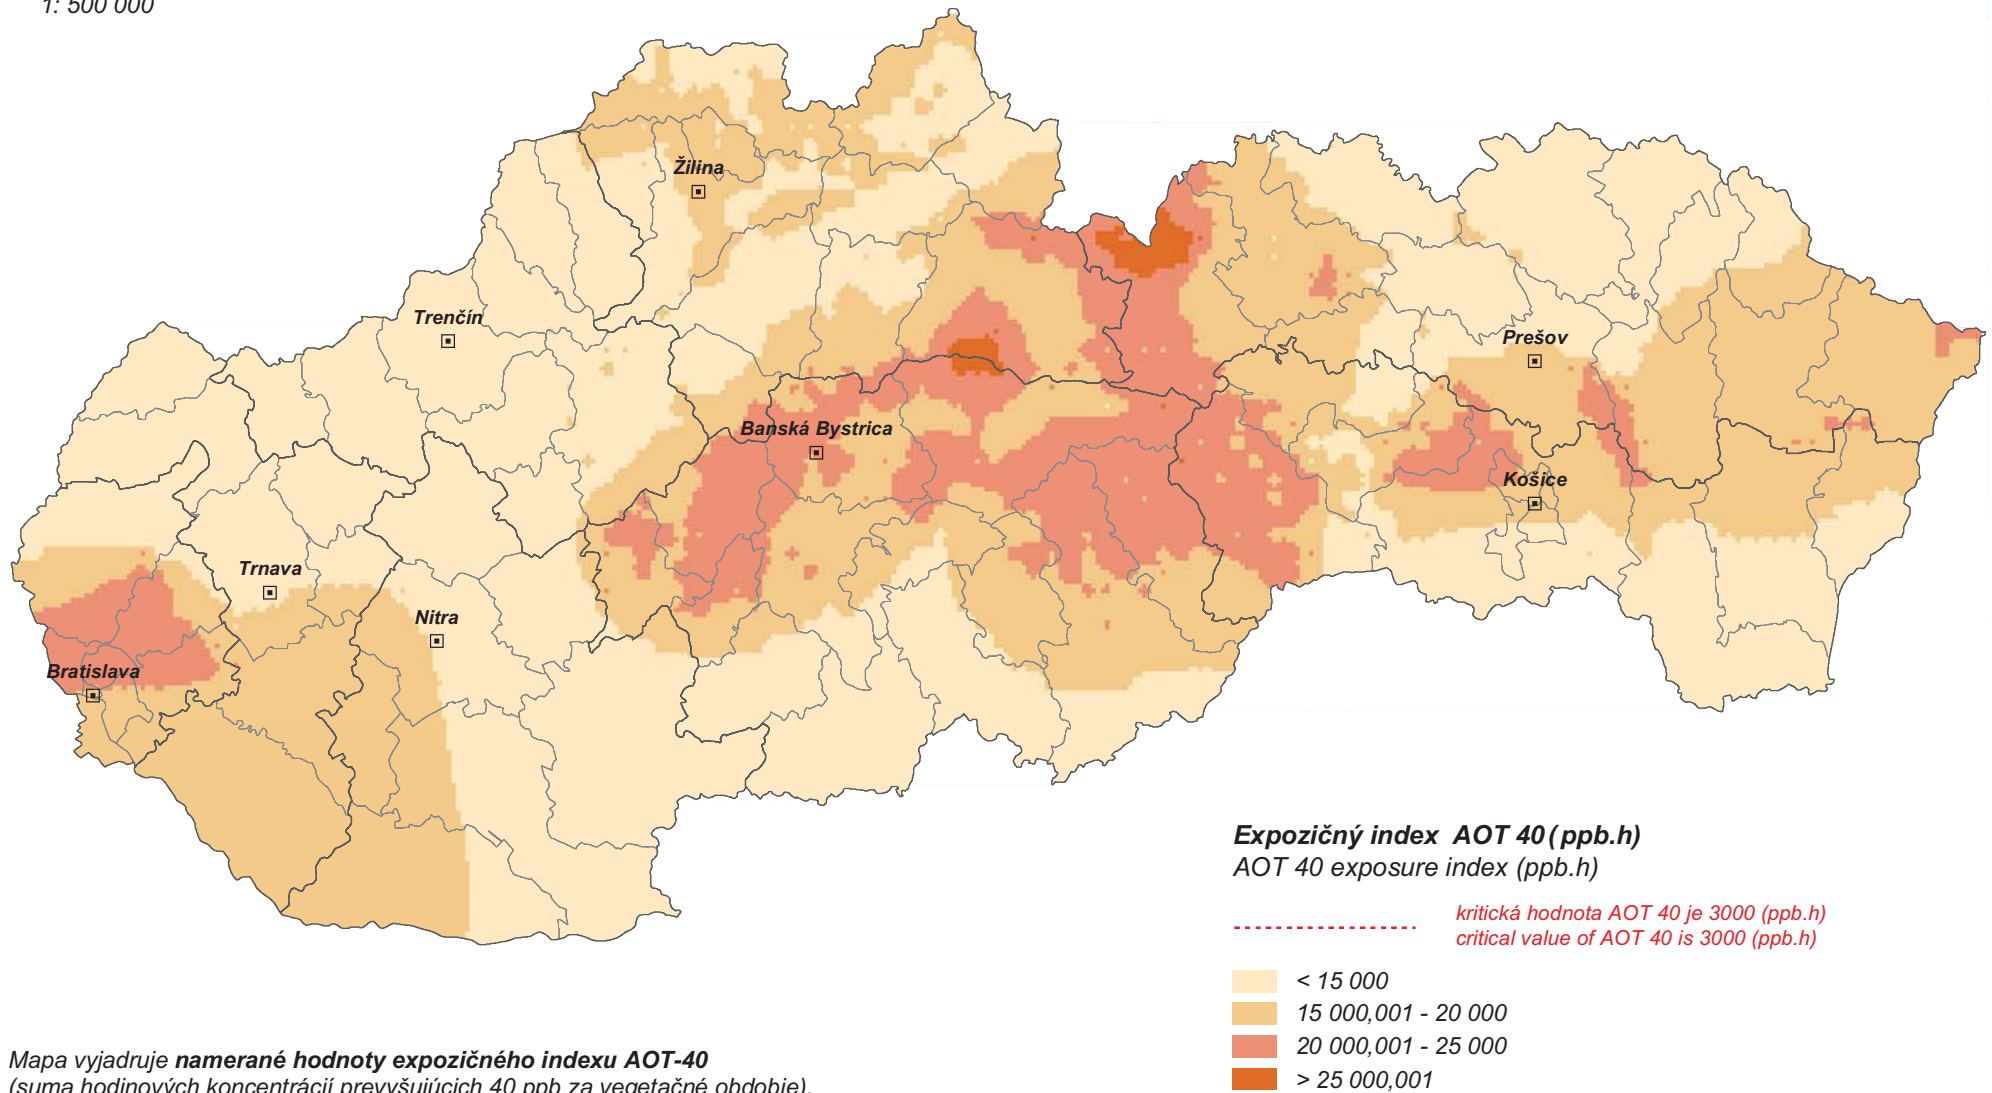 1: 500 000
Žilina
Trenčín
Prešov
Banská Bystrica
Košice
Trnava
Nitra
Bratislava
Expozičný index AOT 40 (ppb.h)
AOT 40 exposure index (ppb.h)
kritická hodnota AOT 40 je 3000 (ppb.h)
critical value of AOT 40 is 3000 (ppb.h)
< 15 000
15 000,001 - 20 000
20 000,001 - 25 000
> 25 000,001
Mapa vyjadruje namerané hodnoty expozičného indexu AOT-40
(suma hodinových koncentrácií prevyšujúcich 40 ppb za vegetačné obdobie).